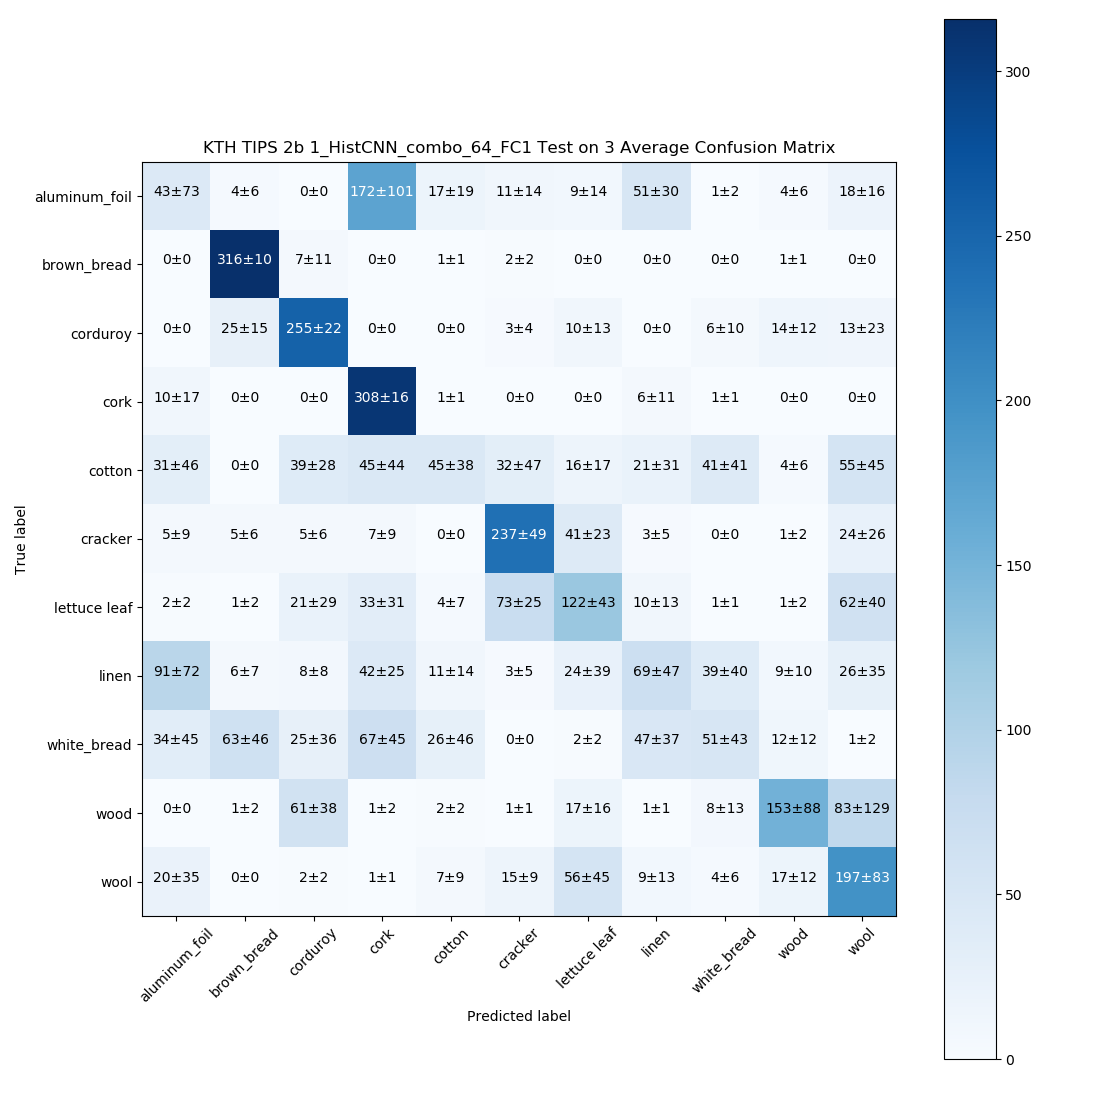 KTH TIPS 2b 1_HistCNN_combo_64_FC1 Test on 3 Average Confusion Matrix
aluminum_foil 43±73 4±6 0±0 172±101 17±19 11±14 9±14 51±30 1±2 4±6 18±16
brown_bread 0±0 316±10 7±11 0±0 1±1 2±2 0±0 0±0 0±0 1±1 0±0
corduroy 0±0 25±15 255±22 0±0 0±0 3±4 10±13 0±0 6±10 14±12 13±23
cork 10±17 0±0 0±0 308±16 1±1 0±0 0±0 6±11 1±1 0±0 0±0
cotton 31±46 0±0 39±28 45±44 45±38 32±47 16±17 21±31 41±41 4±6 55±45
cracker 5±9 5±6 5±6 7±9 0±0 237±49 41±23 3±5 0±0 1±2 24±26
lettuce leaf 2±2 1±2 21±29 33±31 4±7 73±25 122±43 10±13 1±1 1±2 62±40
linen 91±72 6±7 8±8 42±25 11±14 3±5 24±39 69±47 39±40 9±10 26±35
white_bread 34±45 63±46 25±36 67±45 26±46 0±0 2±2 47±37 51±43 12±12 1±2
wood 0±0 1±2 61±38 1±2 2±2 1±1 17±16 1±1 8±13 153±88 83±129
wool 20±35 0±0 2±2 1±1 7±9 15±9 56±45 9±13 4±6 17±12 197±83
aluminum_foil brown_bread corduroy cork cotton cracker lettuce leaf linen white_bread wood wool
Predicted label
True label
300
250
200
150
100
50
0